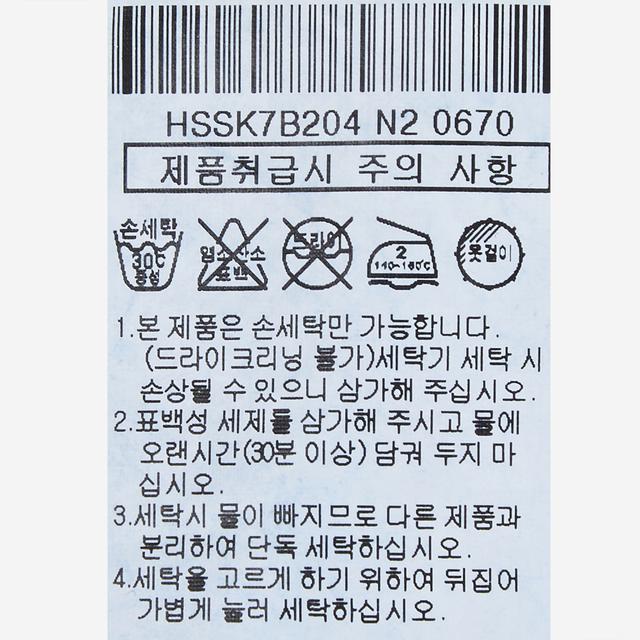 HSSK7B204 N2 0670
제품취급시 주의 사항
손세탁
30℃
중성
염소산소
표백
드라이
2
140~160℃
옷걸이
1.본 제품은 손세탁만 가능합니다.
(드라이크리닝 불가)세탁기 세탁 시
손상될 수 있으니 삼가해 주십시오.
2.표백성 세제를 삼가해 주시고 물에
오랜시간(30분 이상) 담궈 두지 마
십시오.
3.세탁시 물이 빠지므로 다른 제품과
분리하여 단독 세탁하십시오.
4.세탁을 고르게 하기 위하여 뒤집어
가볍게 눌러 세탁하십시오.